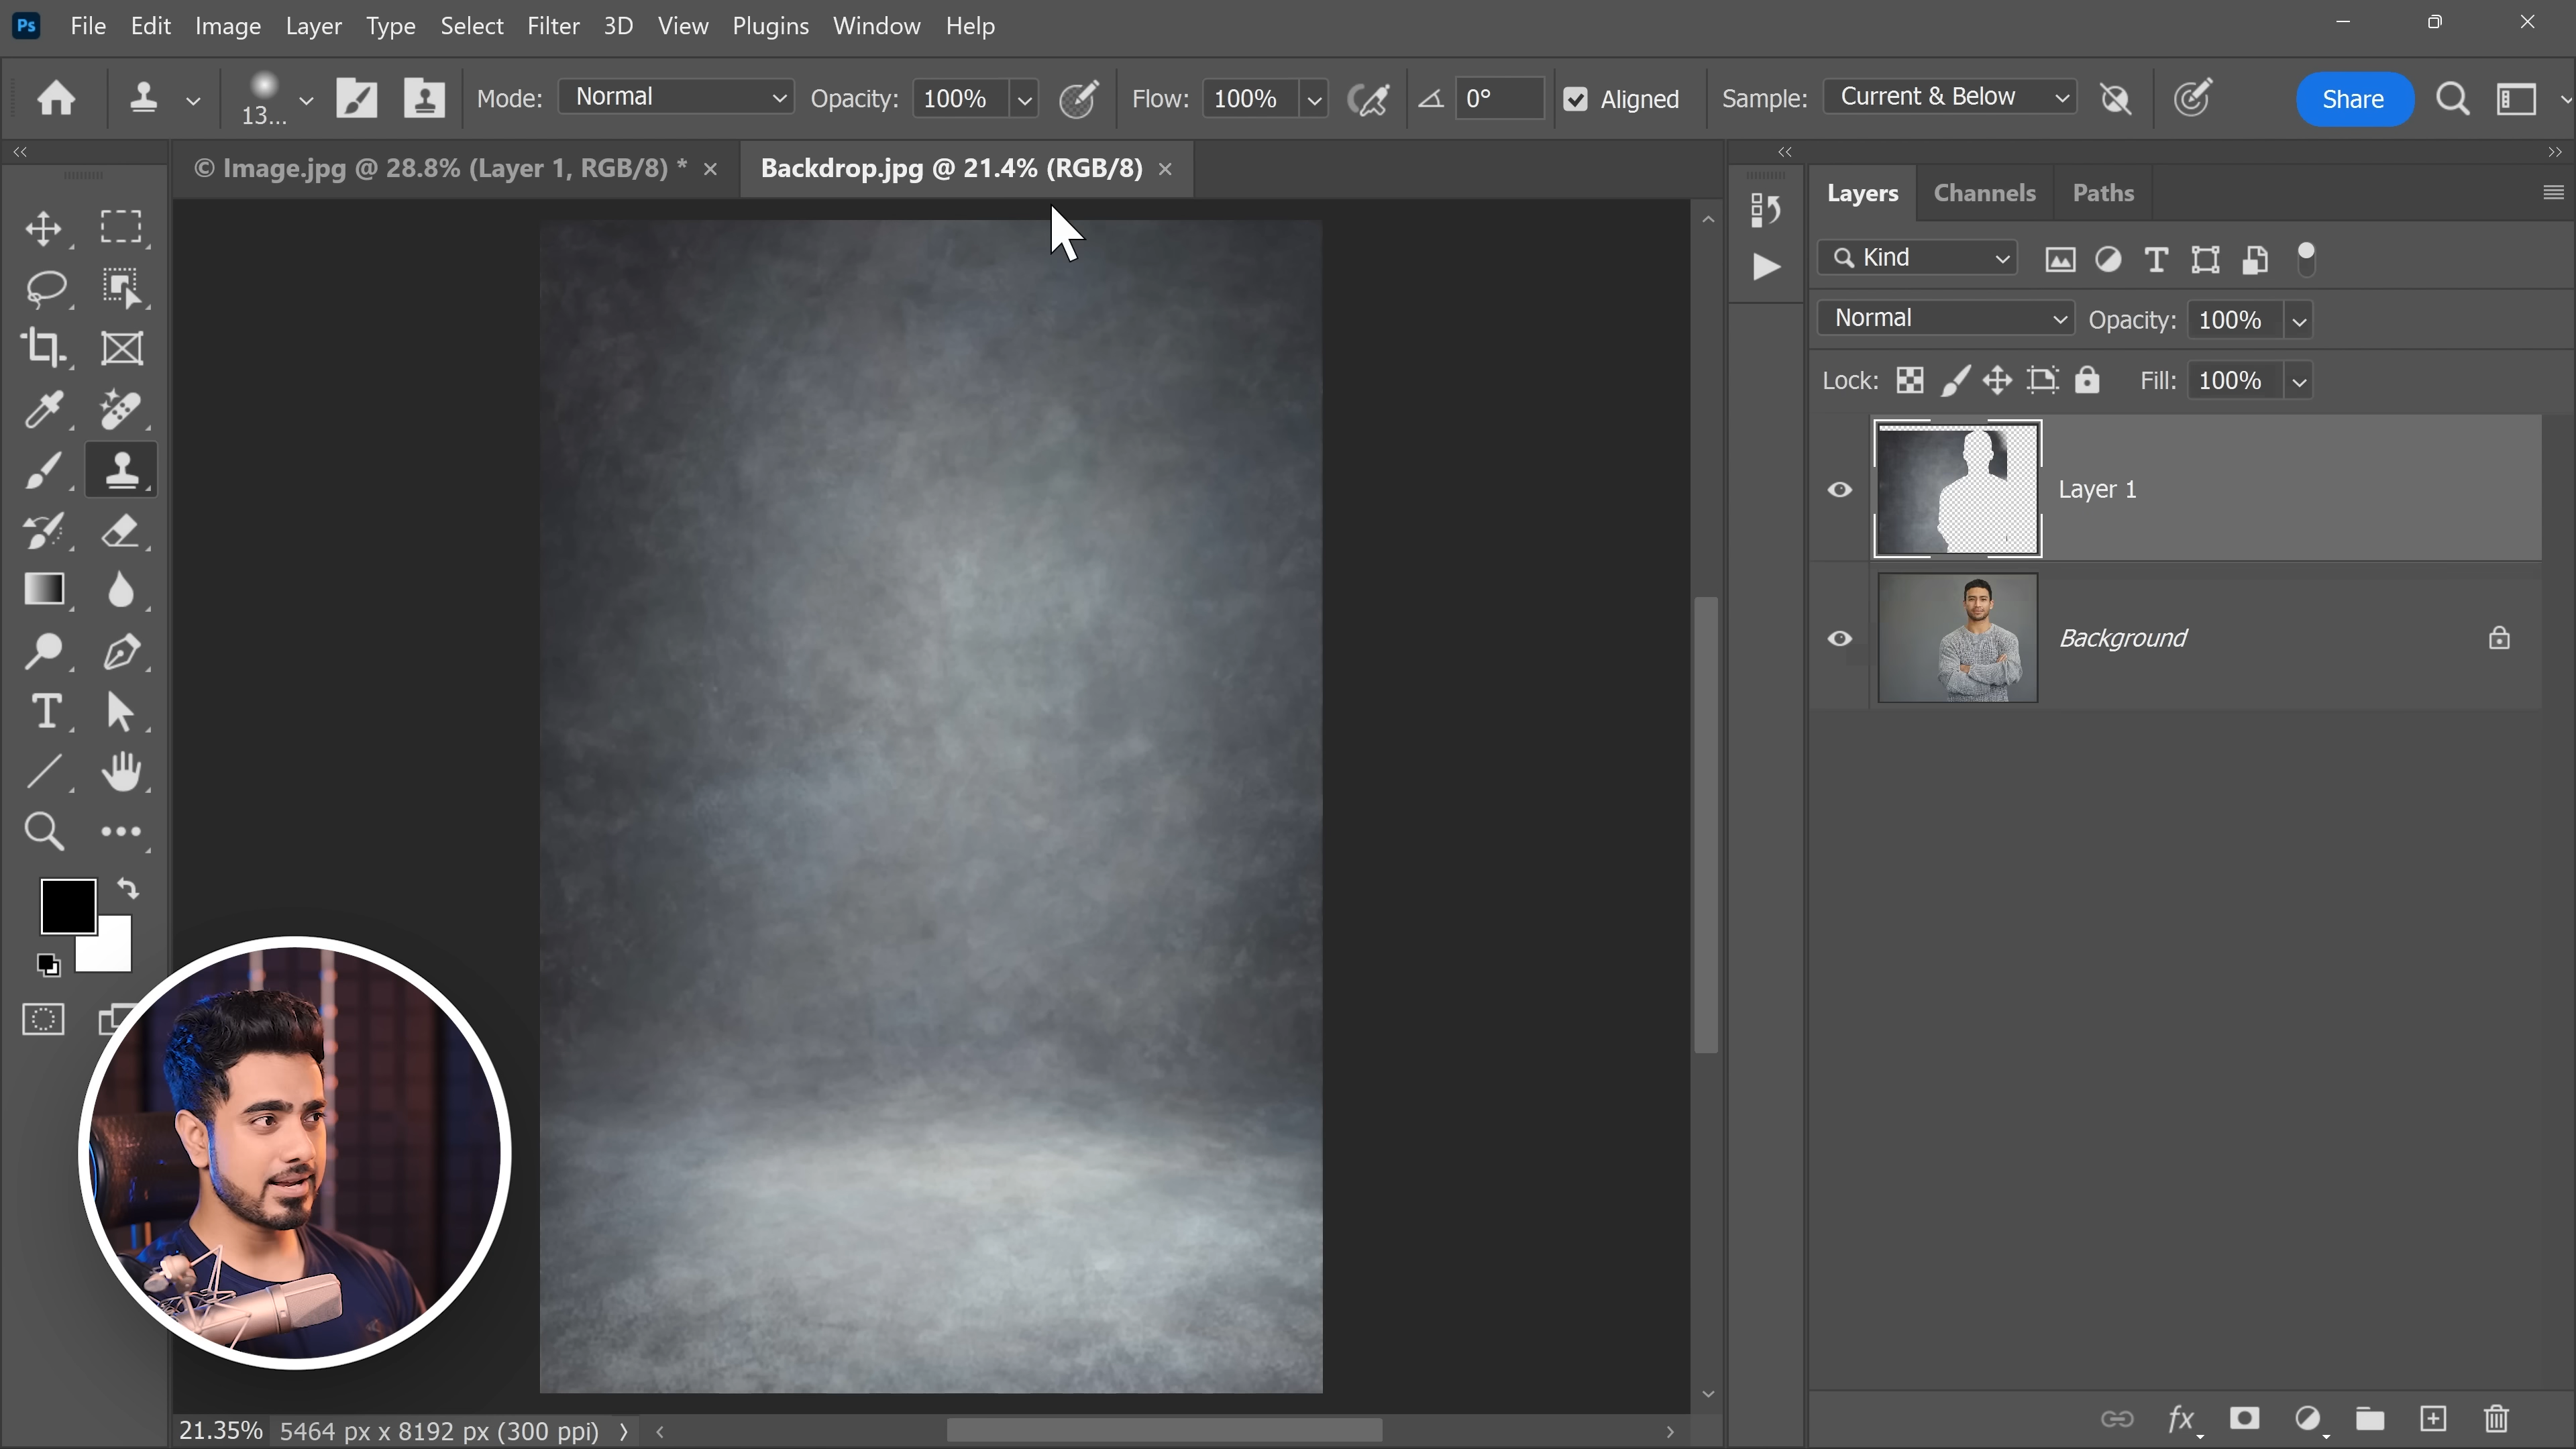 Ps File Edit Image Layer Type Select Filter 3D View Plugins Window Help
13... Mode: Normal Opacity: 100% Flow: 100% 0° Aligned Sample: Current & Below Share
© Image.jpg @ 28.8% (Layer 1, RGB/8) * × Backdrop.jpg @ 21.4% (RGB/8) ×
Layers Channels Paths
Kind
Normal Opacity: 100%
Lock: Fill: 100%
Layer 1
Background
fx
21.35% 5464 px x 8192 px (300 ppi)